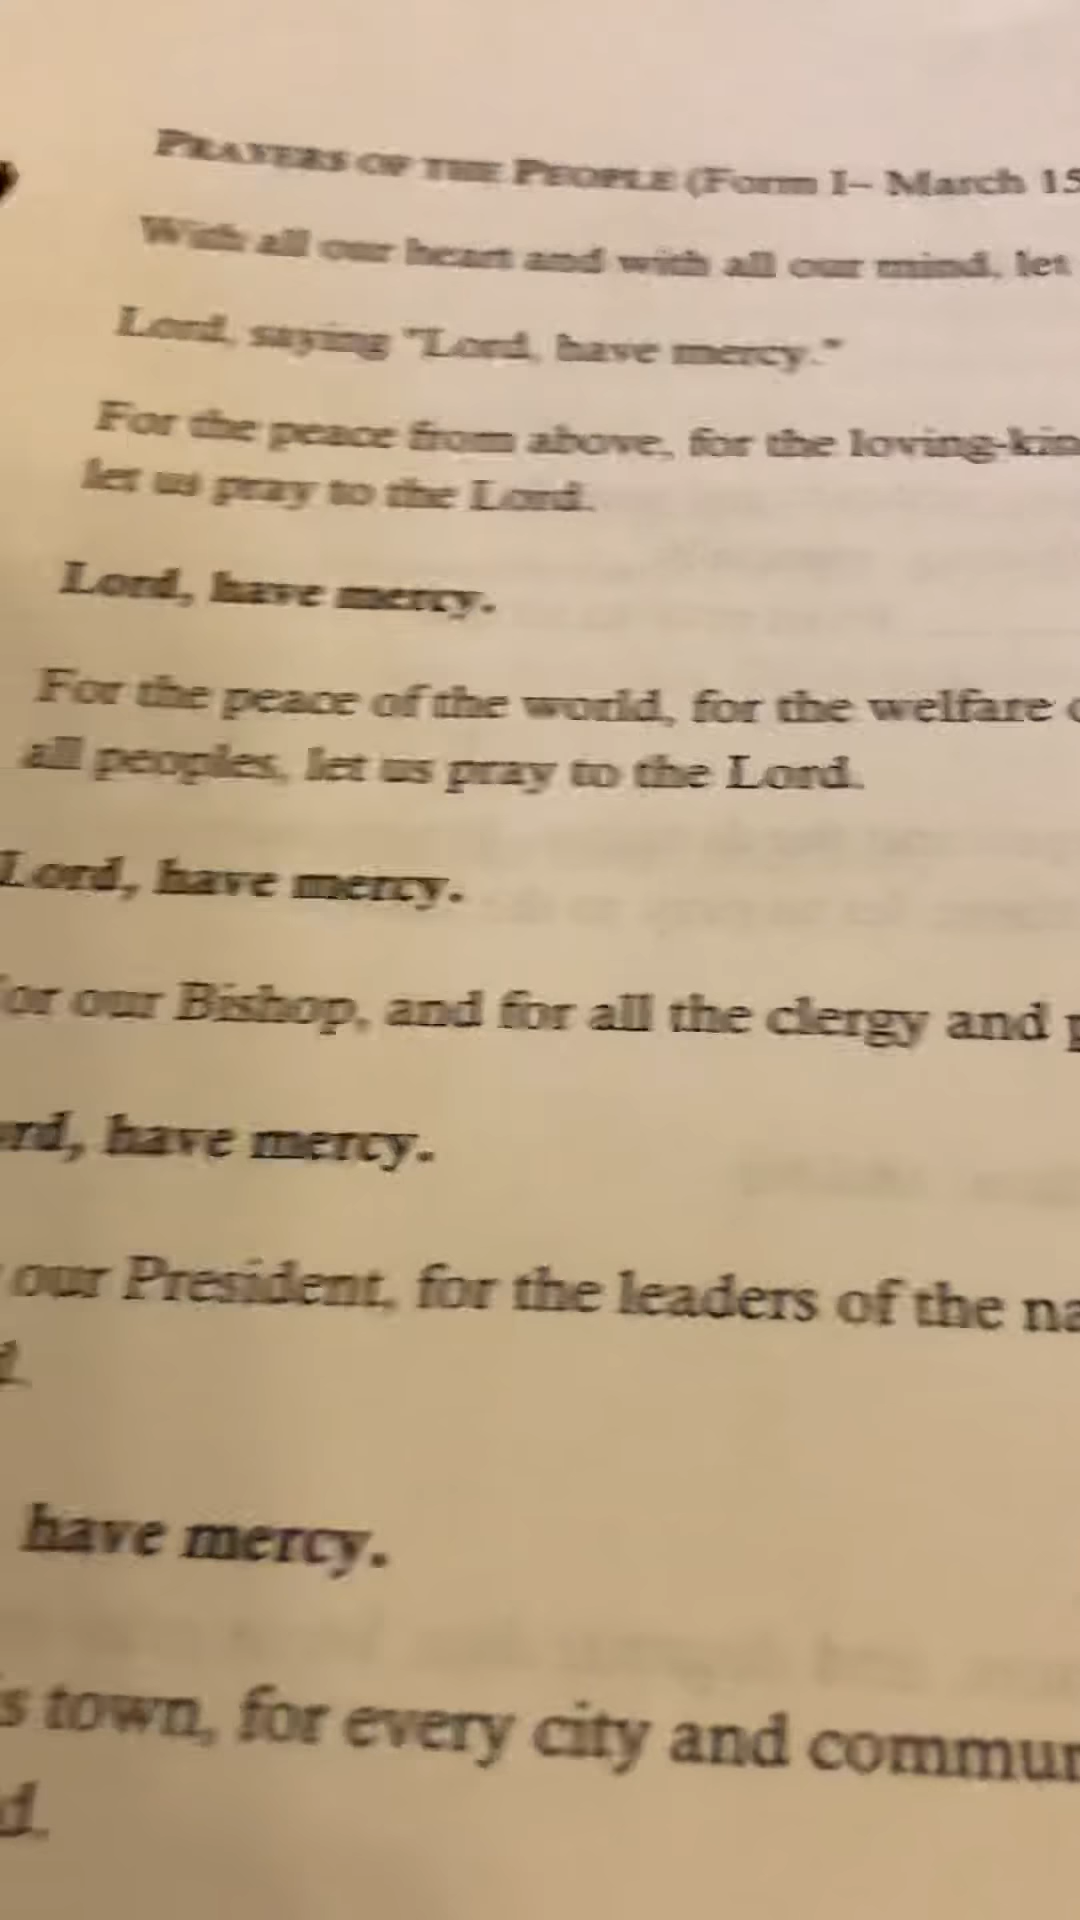 PRAYERS OF THE PEOPLE (Form I– March 15
With all our heart and with all our mind, let
Lord, saying "Lord, have mercy."
For the peace from above, for the loving-kin
let us pray to the Lord.
Lord, have mercy.
For the peace of the world, for the welfare o
all peoples, let us pray to the Lord.
Lord, have mercy.
or our Bishop, and for all the clergy and p
ord, have mercy.
our President, for the leaders of the na
d.
have mercy.
s town, for every city and commun
d.